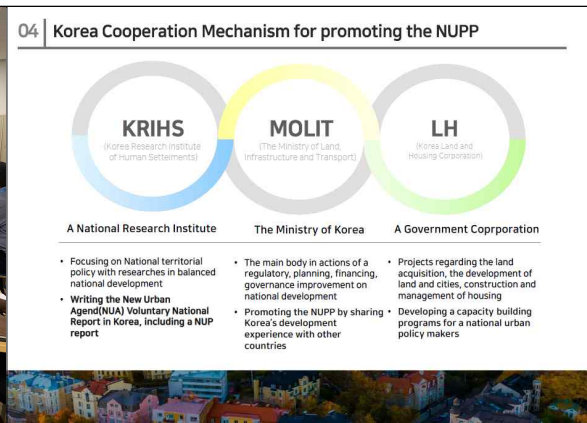 04 Korea Cooperation Mechanism for promoting the NUPP
KRIHS
(Korea Research Institute
of Human Settelments)
MOLIT
(The Ministry of Land,
Infrastructure and Transport)
LH
(Korea Land and
Housing Corporation)
A National Research Institute
The Ministry of Korea
A Government Coprporation
• Focusing on National territorial
policy with researches in balanced
national development
• Writing the New Urban
Agend(NUA) Voluntary National
Report in Korea, including a NUP
report
• The main body in actions of a
regulatory, planning, financing,
governance improvement on
national development
• Promoting the NUPP by sharing
Korea's development
experience with other
countries
• Projects regarding the land
acquisition, the development of
land and cities, construction and
management of housing
• Developing a capacity building
programs for a national urban
policy makers